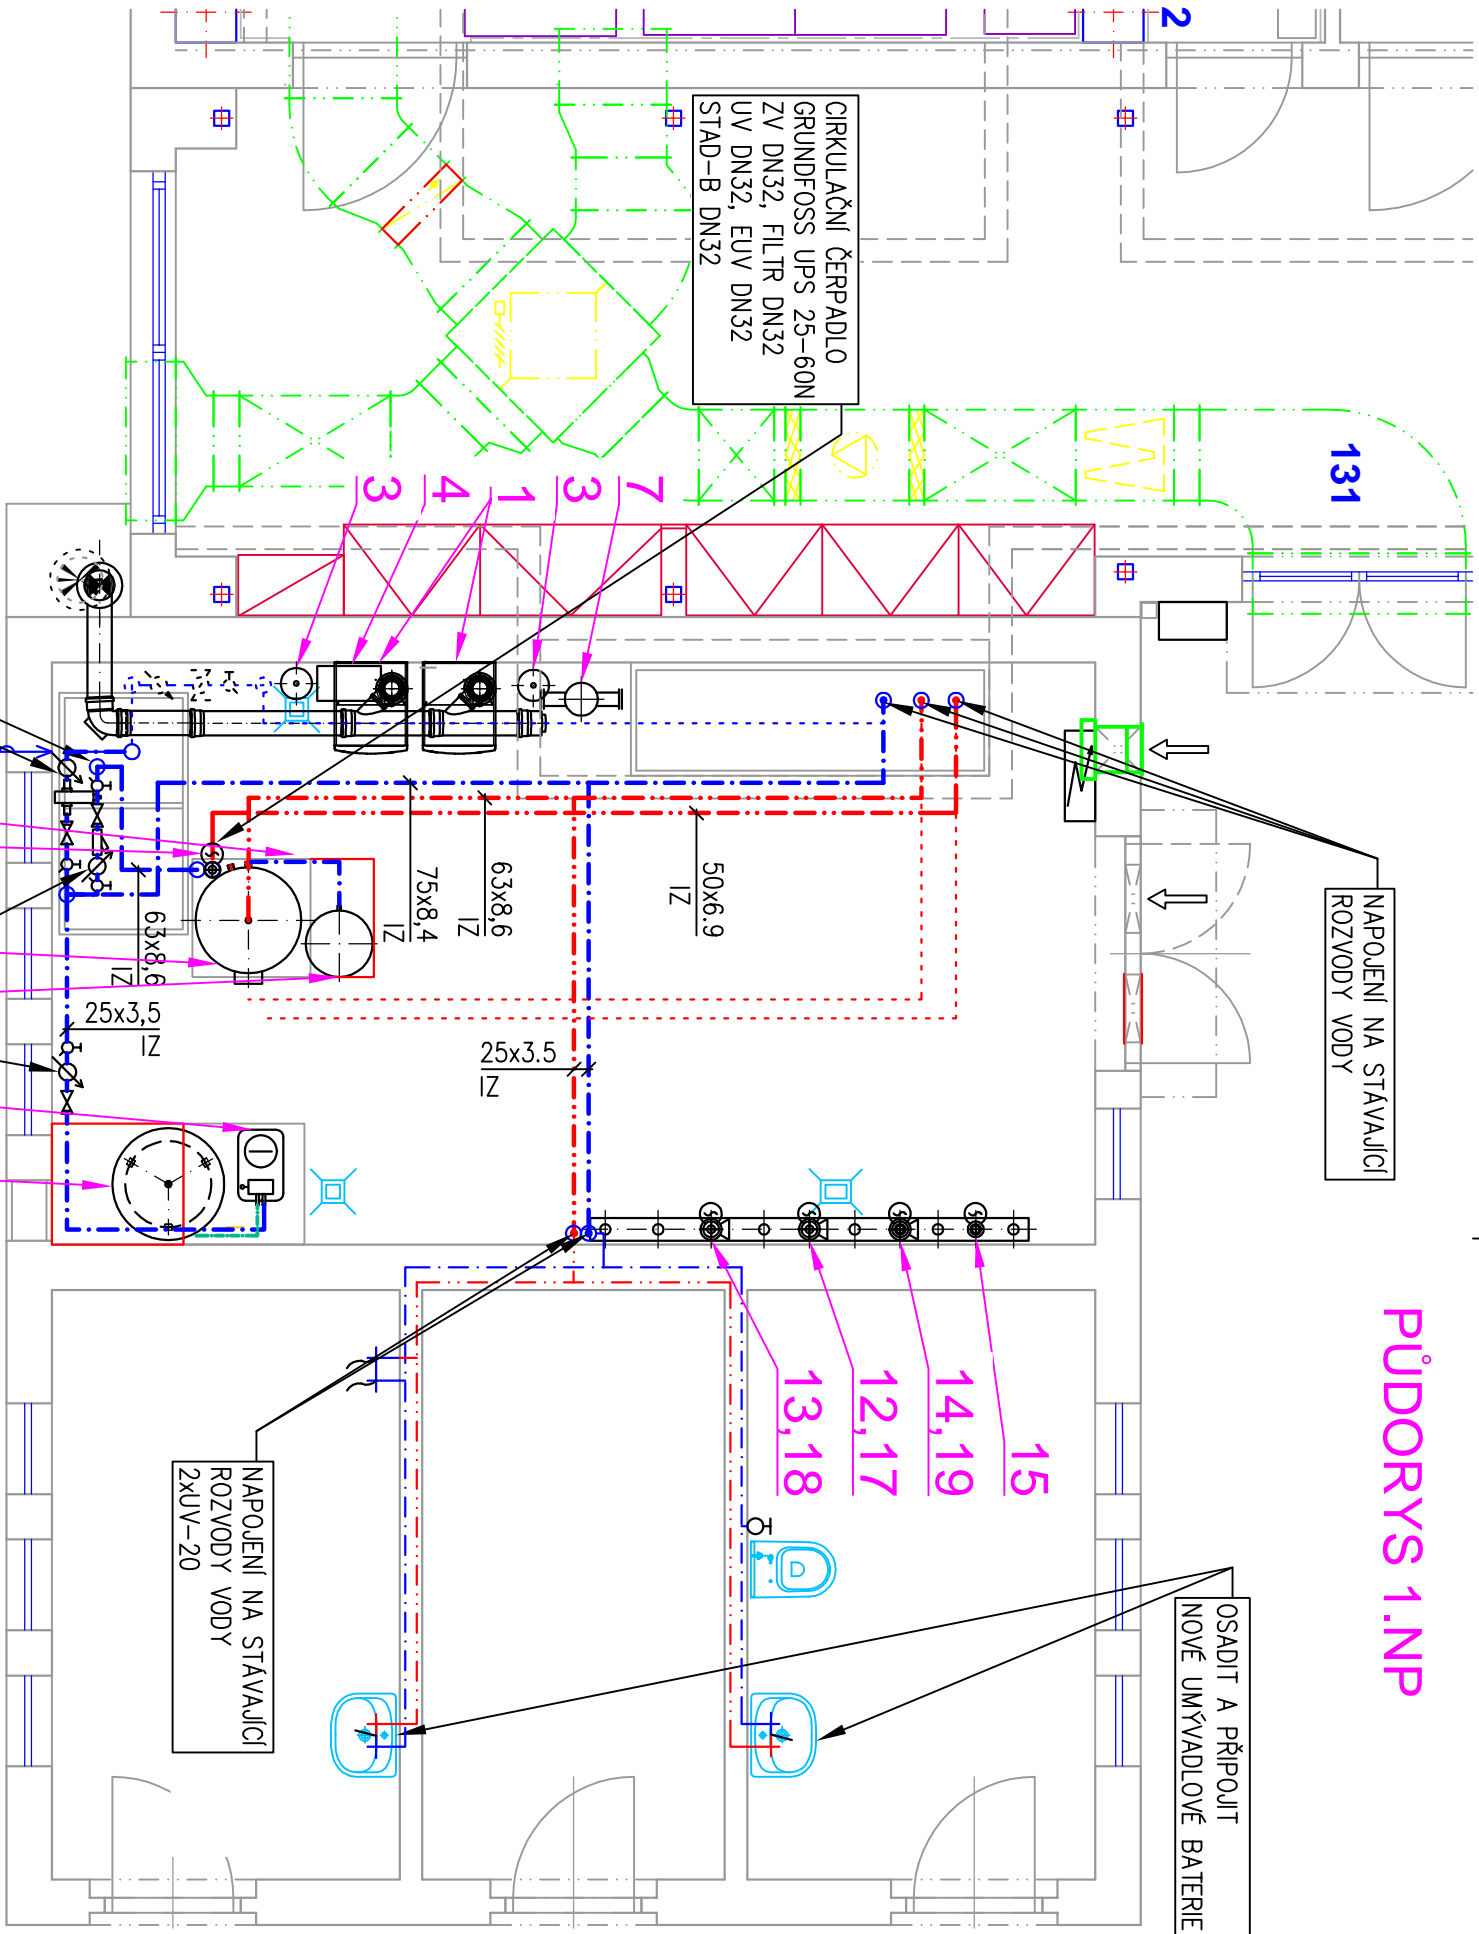 2
131
PŮDORYS 1.NP
CIRKULAČNÍ ČERPADLO
GRUNDFOSS UPS 25-60N
ZV DN32, FILTR DN32
UV DN32, EUV DN32
STAD-B DN32
7
3
1
4
3
NAPOJENÍ NA STÁVAJÍCÍ
ROZVODY VODY
50x6.9
IZ
63x8,6
IZ
75x8,4
IZ
63x8,6
IZ
25x3,5
IZ
25x3.5
IZ
15
14,19
12,17
13,18
OSADIT A PŘIPOJIT
NOVÉ UMÝVADLOVÉ BATERIE
NAPOJENÍ NA STÁVAJÍCÍ
ROZVODY VODY
2xUV-20